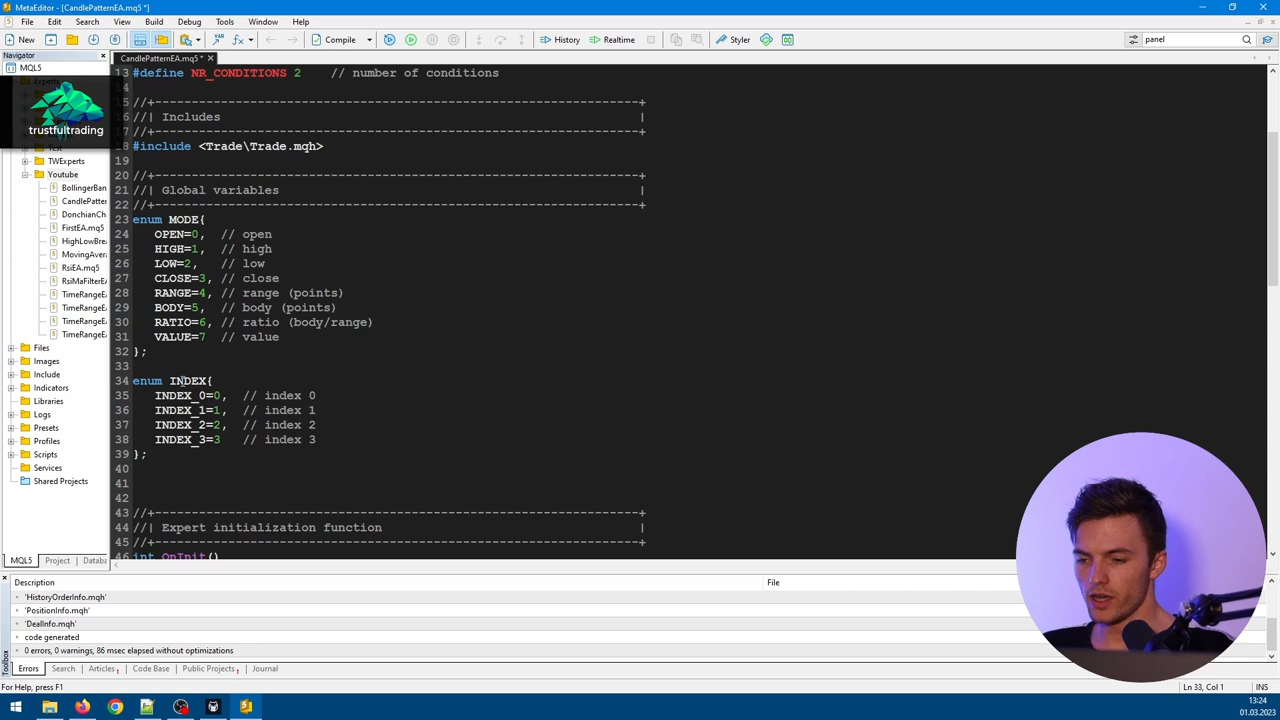 MetaEditor - [CandlePatternEA.mq5 *]
File Edit Search View Build Debug Tools Window Help
New Compile History Realtime Styler panel
Navigator
CandlePatternEA.mq5 *
MQL5
trustfultrading
TWExperts
Youtube
BollingerBan
CandlePatter
DonchianCh
FirstEA.mq5
HighLowBre
MovingAvera
RsiEA.mq5
RsiMaFilterEA
TimeRangeE
TimeRangeE
TimeRangeE
TimeRangeE
Files
Images
Include
Indicators
Libraries
Logs
Presets
Profiles
Scripts
Services
Shared Projects
MQL5 Project Databa
13 #define NR_CONDITIONS 2 // number of conditions
14
15 //+------------------------------------------------------------------+
16 //| Includes |
17 //+------------------------------------------------------------------+
18 #include <Trade\Trade.mqh>
19
20 //+------------------------------------------------------------------+
21 //| Global variables |
22 //+------------------------------------------------------------------+
23 enum MODE{
24 OPEN=0, // open
25 HIGH=1, // high
26 LOW=2, // low
27 CLOSE=3, // close
28 RANGE=4, // range (points)
29 BODY=5, // body (points)
30 RATIO=6, // ratio (body/range)
31 VALUE=7 // value
32 };
33
34 enum INDEX{
35 INDEX_0=0, // index 0
36 INDEX_1=1, // index 1
37 INDEX_2=2, // index 2
38 INDEX_3=3 // index 3
39 };
40
41
42
43 //+------------------------------------------------------------------+
44 //| Expert initialization function |
45 //+------------------------------------------------------------------+
46 int OnInit()
Description File
'HistoryOrderInfo.mqh'
'PositionInfo.mqh'
'DealInfo.mqh'
code generated
0 errors, 0 warnings, 86 msec elapsed without optimizations
Toolbox
Errors Search Articles 1 Code Base Public Projects 1 Journal
For Help, press F1 Ln 33, Col 1 INS
13:24
01.03.2023